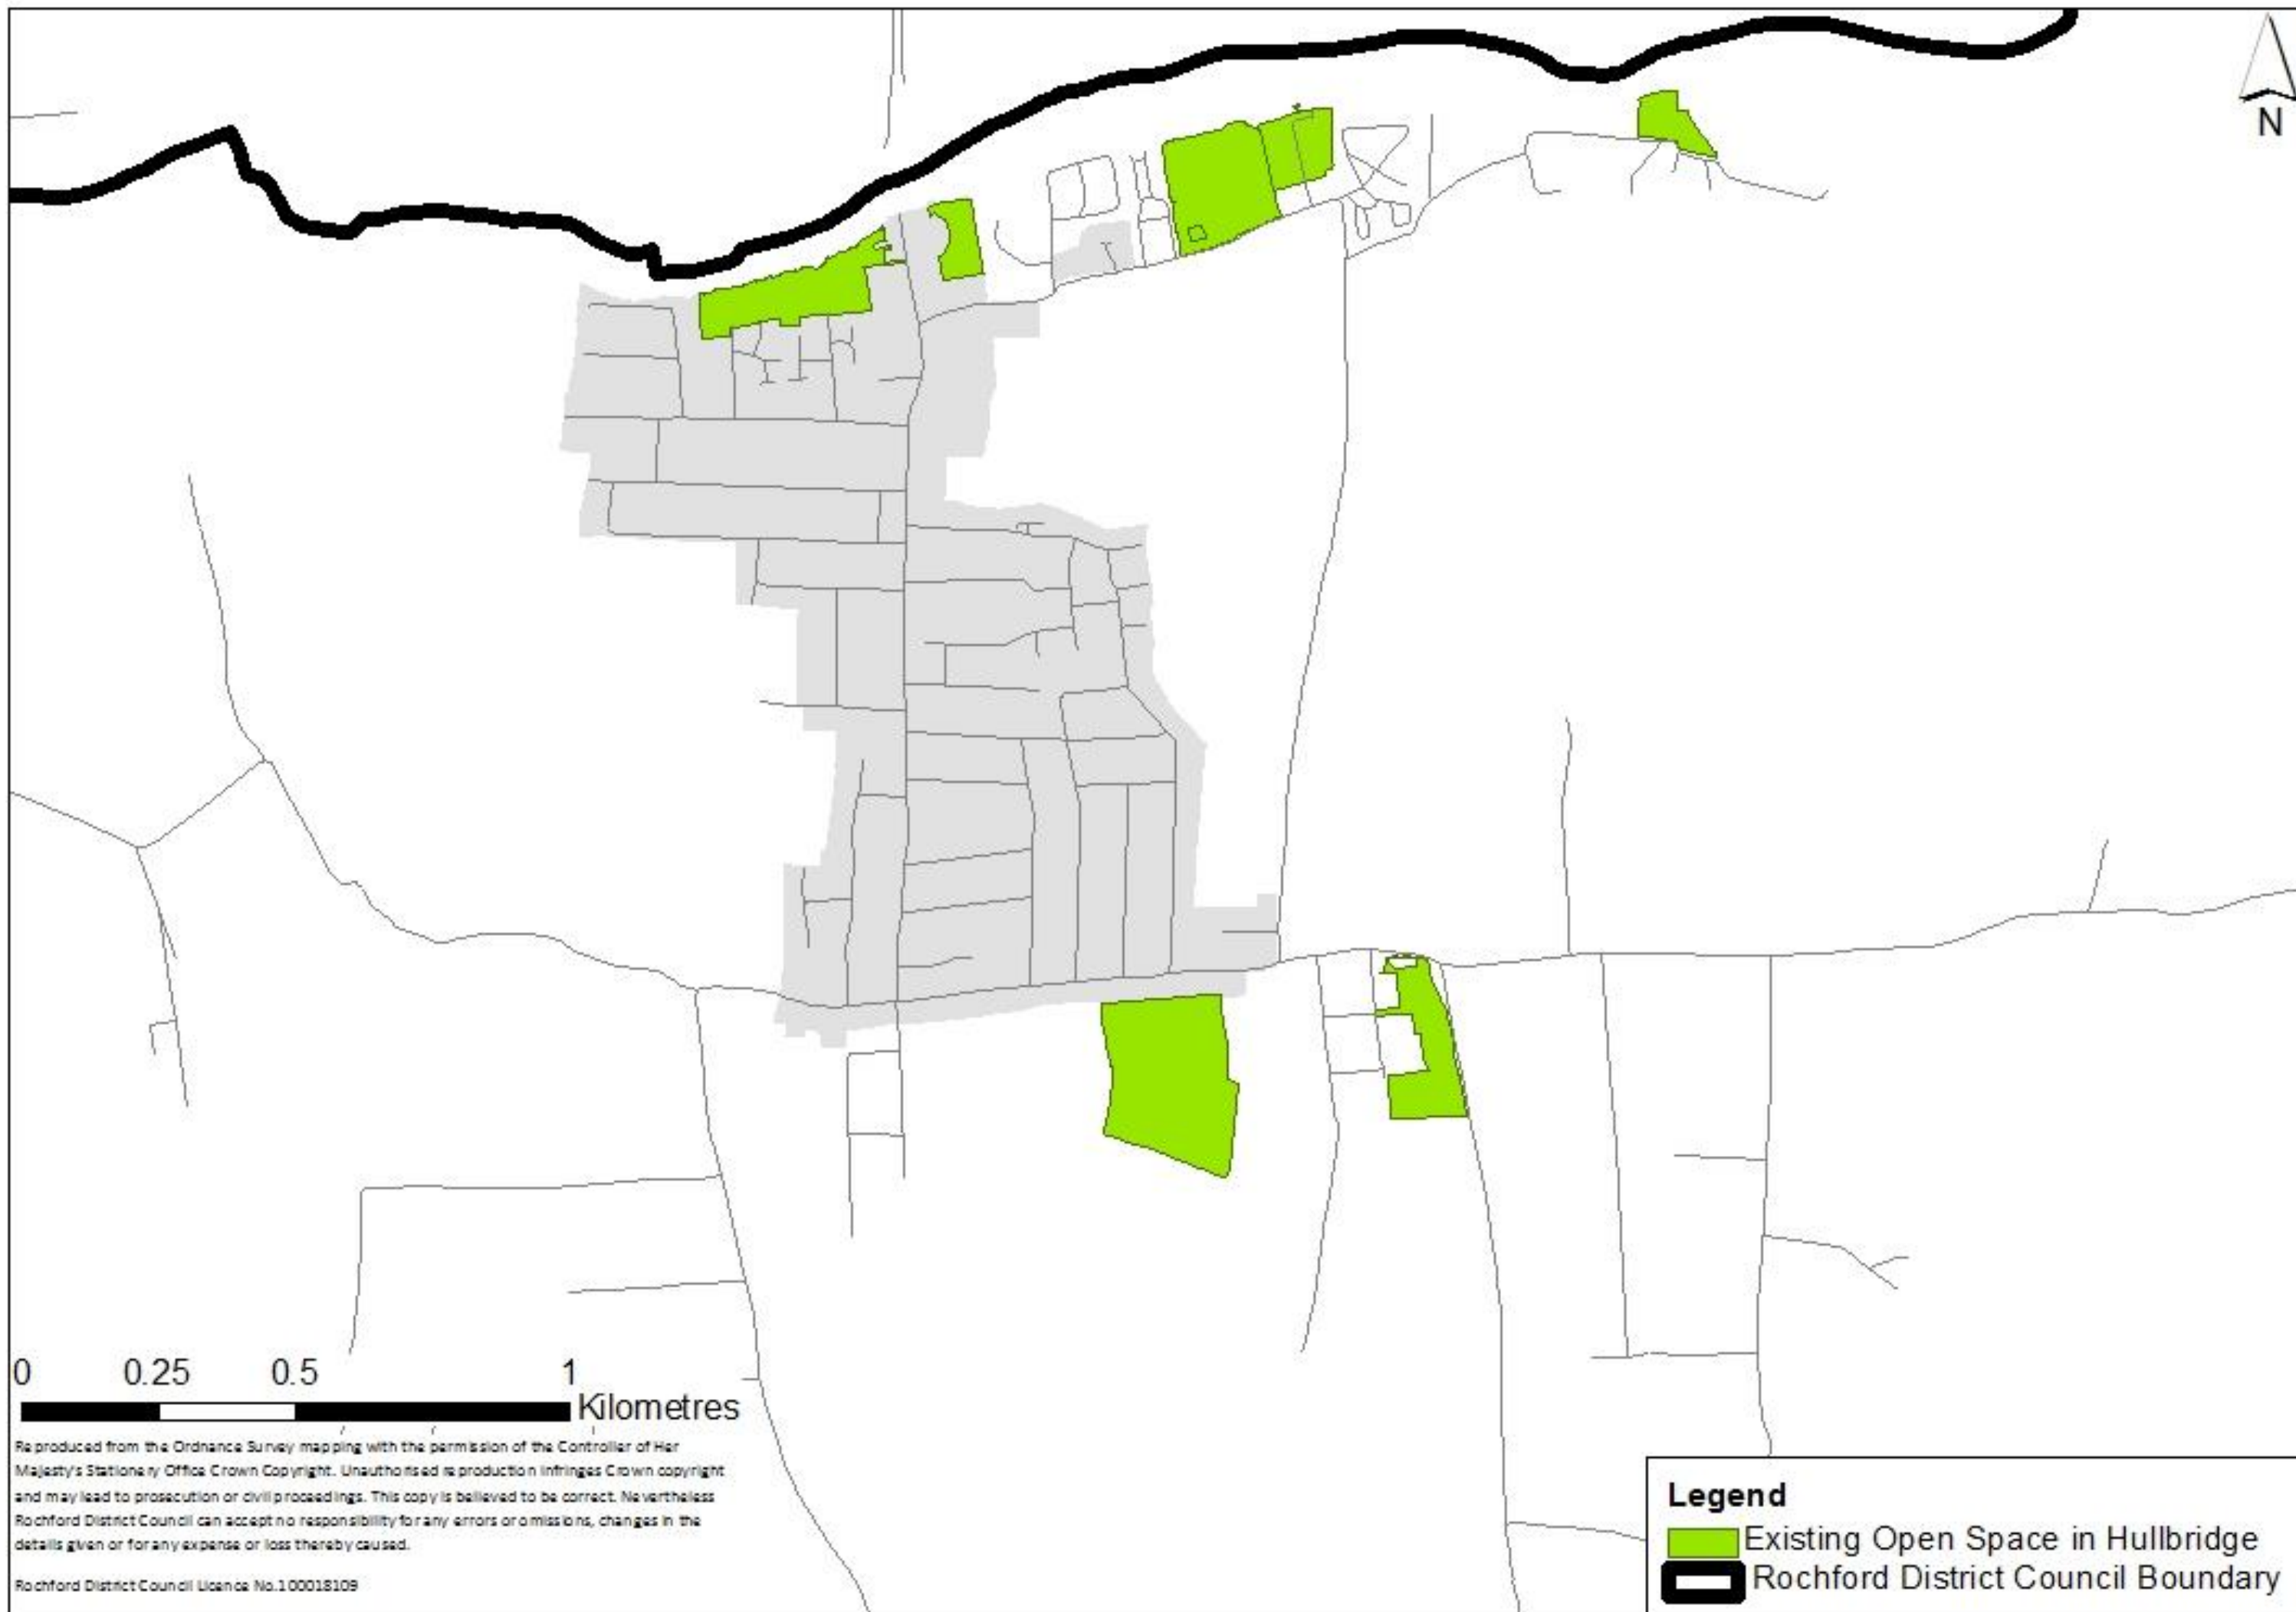 N
0 0.25 0.5 1
Kilometres
Reproduced from the Ordnance Survey mapping with the permission of the Controller of Her
Majesty's Stationery Office Crown Copyright. Unauthorised reproduction infringes Crown copyright
and may lead to prosecution or civil proceedings. This copy is believed to be correct. Nevertheless
Rochford District Council can accept no responsibility for any errors or omissions, changes in the
details given or for any expense or loss thereby caused.
Rochford District Council Licence No.100018109
Legend
Existing Open Space in Hullbridge
Rochford District Council Boundary